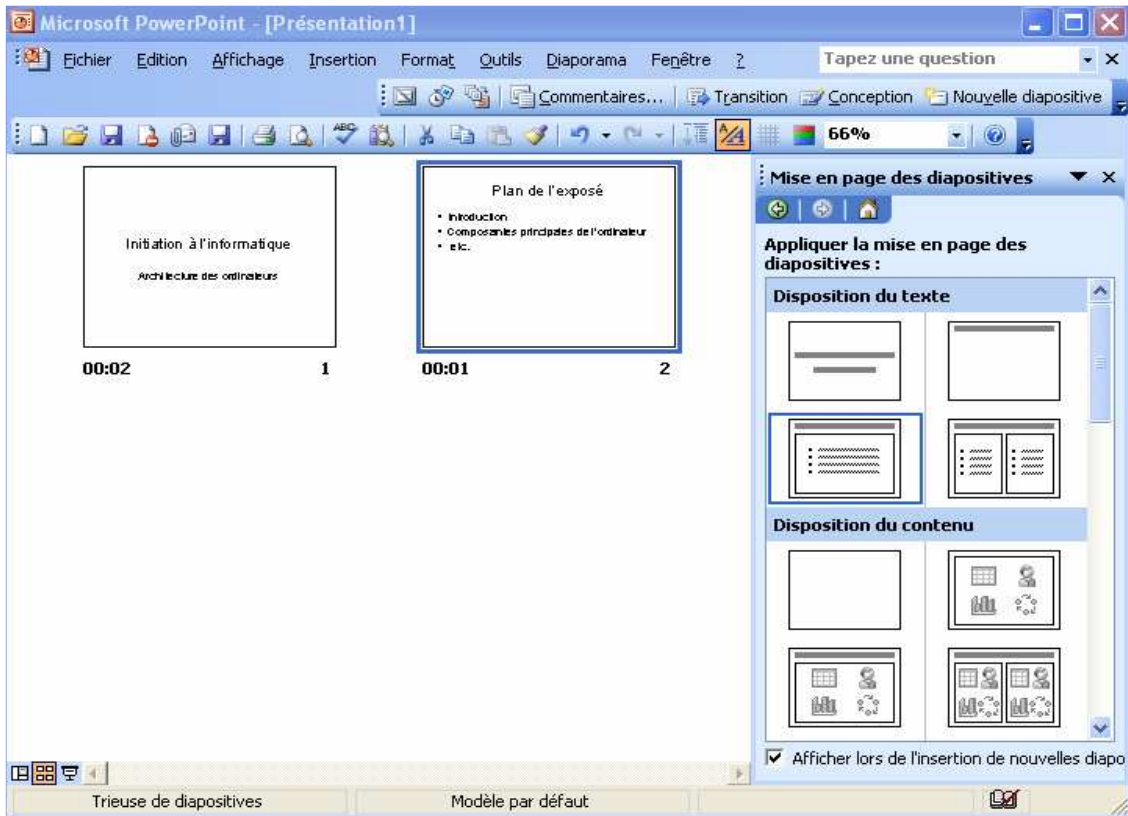 Microsoft PowerPoint - [Présentation1]
Fichier Edition Affichage Insertion Format Outils Diaporama Fenêtre ? Tapez une question
Commentaires... Transition Conception Nouvelle diapositive
66%
Initiation à l'informatique
Architecture des ordinateurs
00:02 1
Plan de l'exposé
• Introduction
• Composantes principales de l'ordinateur
• etc.
00:01 2
Mise en page des diapositives
Appliquer la mise en page des
diapositives :
Disposition du texte
Disposition du contenu
Afficher lors de l'insertion de nouvelles diapo
Trieuse de diapositives Modèle par défaut